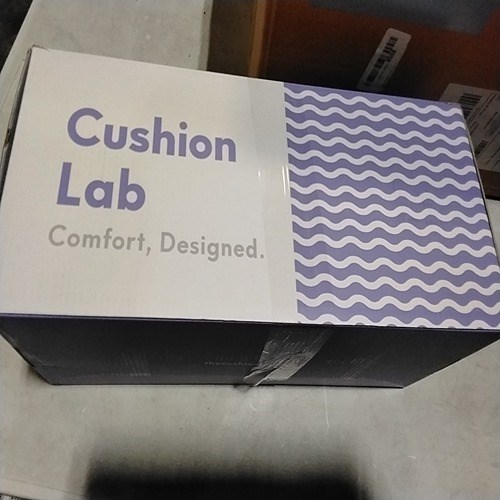 Cushion
Lab
Comfort, Designed.